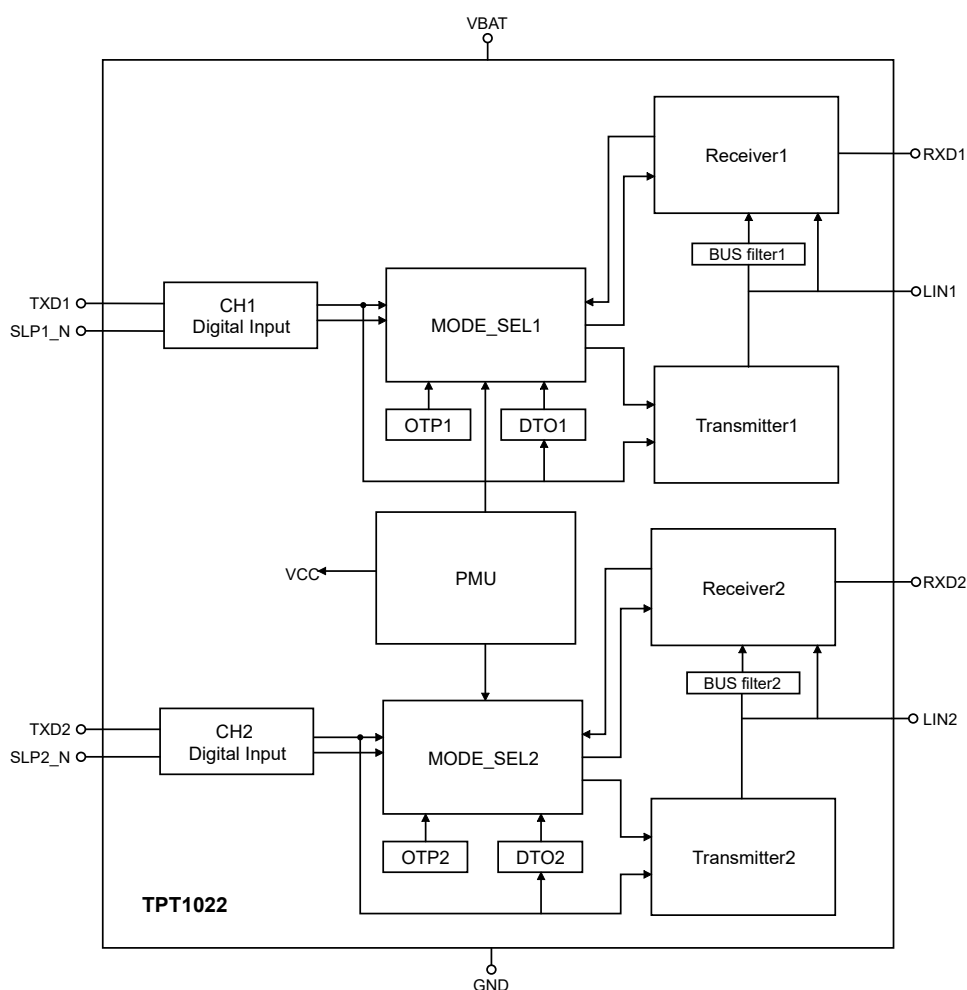 VBAT
Receiver1
RXD1
BUS filter1
TXD1
CH1
Digital Input
LIN1
SLP1_N
MODE_SEL1
OTP1
DTO1
Transmitter1
VCC
PMU
Receiver2
RXD2
BUS filter2
TXD2
CH2
Digital Input
LIN2
SLP2_N
MODE_SEL2
OTP2
DTO2
Transmitter2
TPT1022
GND